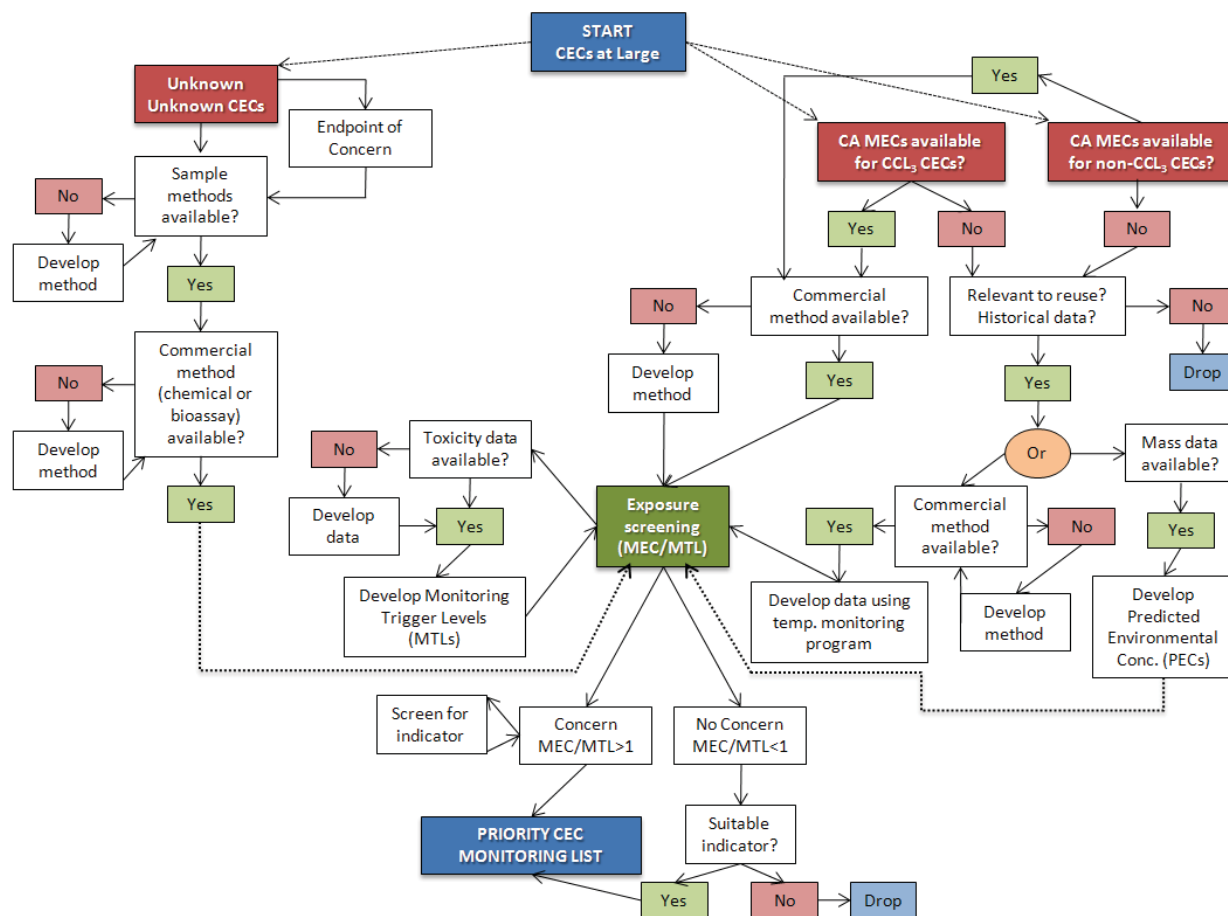 START
CECs at Large
Unknown
Unknown CECs
Endpoint of
Concern
Yes
CA MECs available
for CCL3 CECs?
CA MECs available
for non-CCL3 CECs?
Sample
methods
available?
No
Develop
method
Yes
Yes
No
No
Commercial
method available?
No
Relevant to reuse?
Historical data?
No
Drop
Develop
method
Yes
Yes
Commercial
method
(chemical or
bioassay)
available?
No
Develop
method
Yes
Toxicity data
available?
No
Develop
data
Yes
Develop Monitoring
Trigger Levels
(MTLs)
Exposure
screening
(MEC/MTL)
Or
Mass data
available?
Commercial
method
available?
Yes
No
Yes
Develop data using
temp. monitoring
program
Develop
method
Develop
Predicted
Environmental
Conc. (PECs)
Screen for
indicator
Concern
MEC/MTL>1
No Concern
MEC/MTL<1
PRIORITY CEC
MONITORING LIST
Suitable
indicator?
Yes
No
Drop